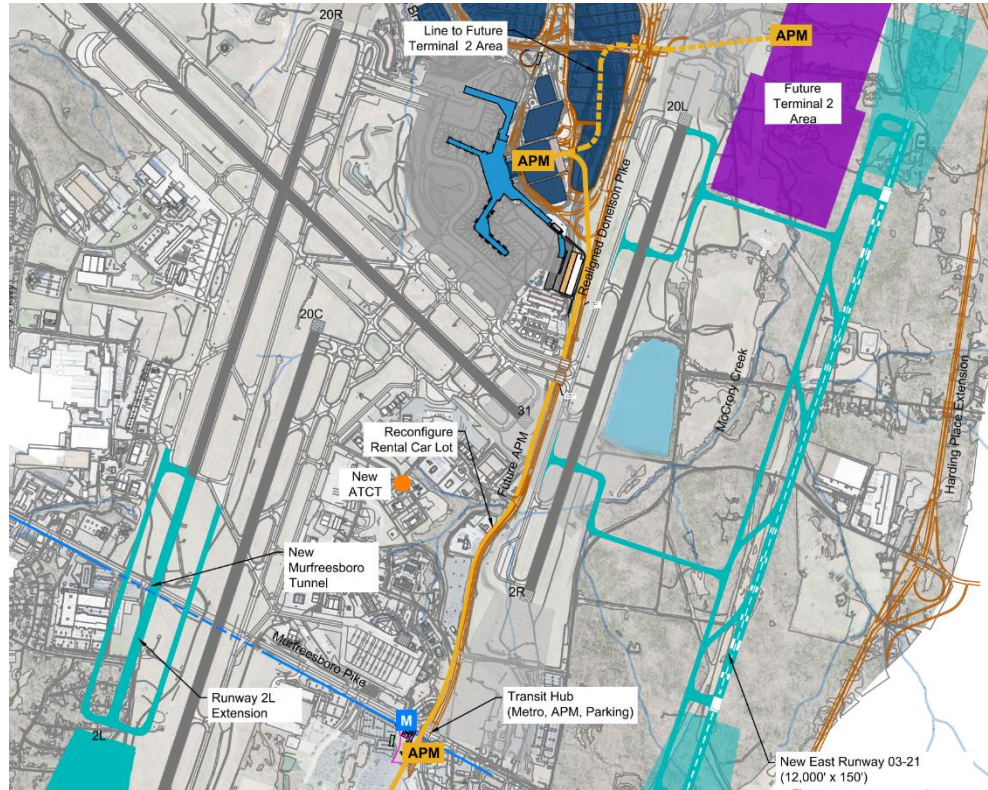 20R
Line to Future
Terminal 2 Area
APM
Future
Terminal 2
Area
20L
APM
Realigned Donelson Pike
20C
31
McCrory Creek
Harding Place Extension
Reconfigure
Rental Car Lot
Future APM
New
ATCT
New
Murfreesboro
Tunnel
2R
Murfreesboro Pike
Runway 2L
Extension
2L
Transit Hub
(Metro, APM, Parking)
M
APM
New East Runway 03-21
(12,000' x 150')